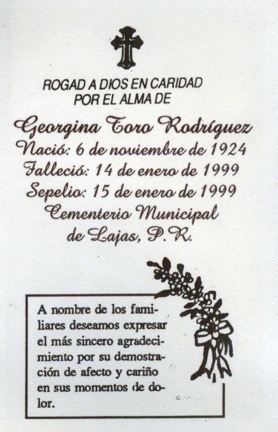 ROGAD A DIOS EN CARIDAD
POR EL ALMA DE
Georgina Toro Rodríguez
Nació: 6 de noviembre de 1924
Falleció: 14 de enero de 1999
Sepelio: 15 de enero de 1999
Cementerio Municipal
de Lajas, P.R.
A nombre de los fami-
liares deseamos expresar
el más sincero agradeci-
miento por su demostra-
ción de afecto y cariño
en sus momentos de do-
lor.